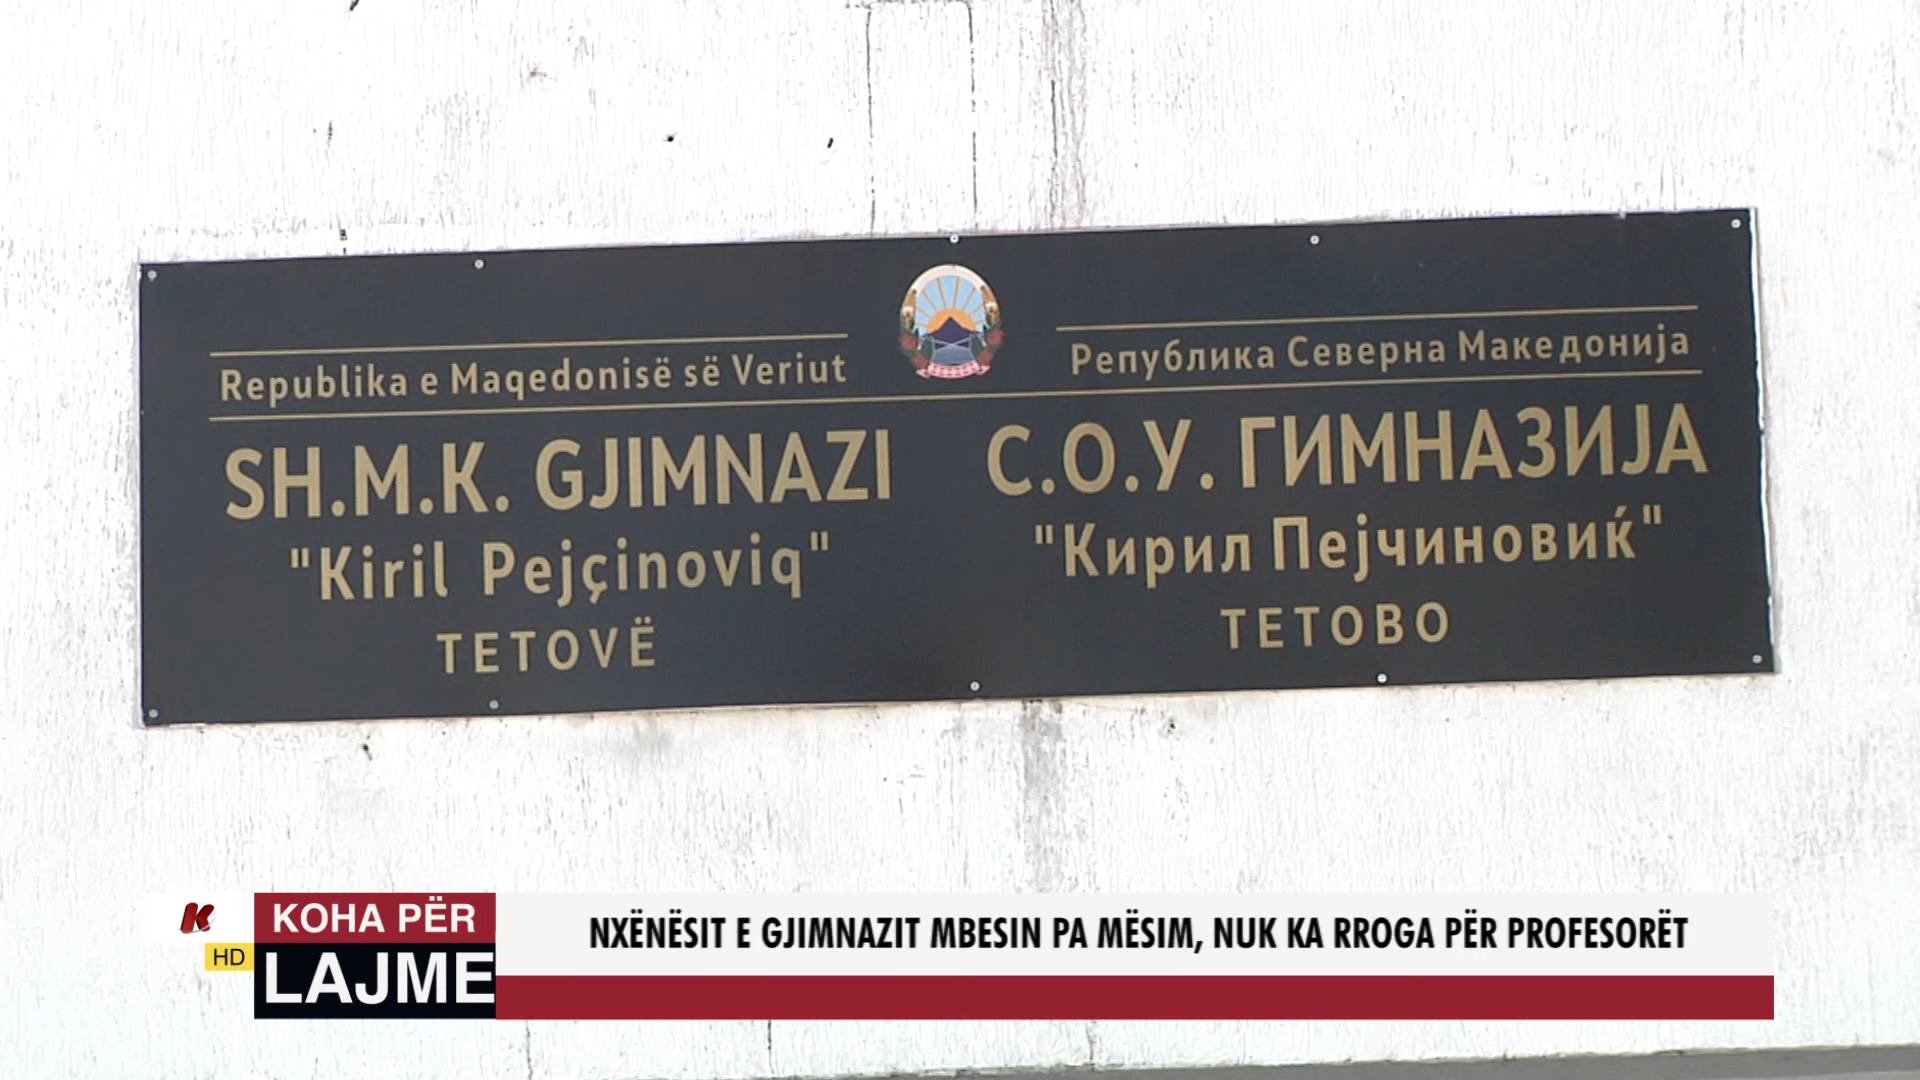 Republika e Maqedonisë së Veriut
SH.M.K. GJIMNAZI
"Kiril Pejçinoviq"
TETOVË
Република Северна Македонија
С.О.У. ГИМНАЗИЈА
"Кирил Пејчиновиќ"
ТЕТОВО
K
HD
KOHA PËR
LAJME
NXËNËSIT E GJIMNAZIT MBESIN PA MËSIM, NUK KA RROGA PËR PROFESORËT